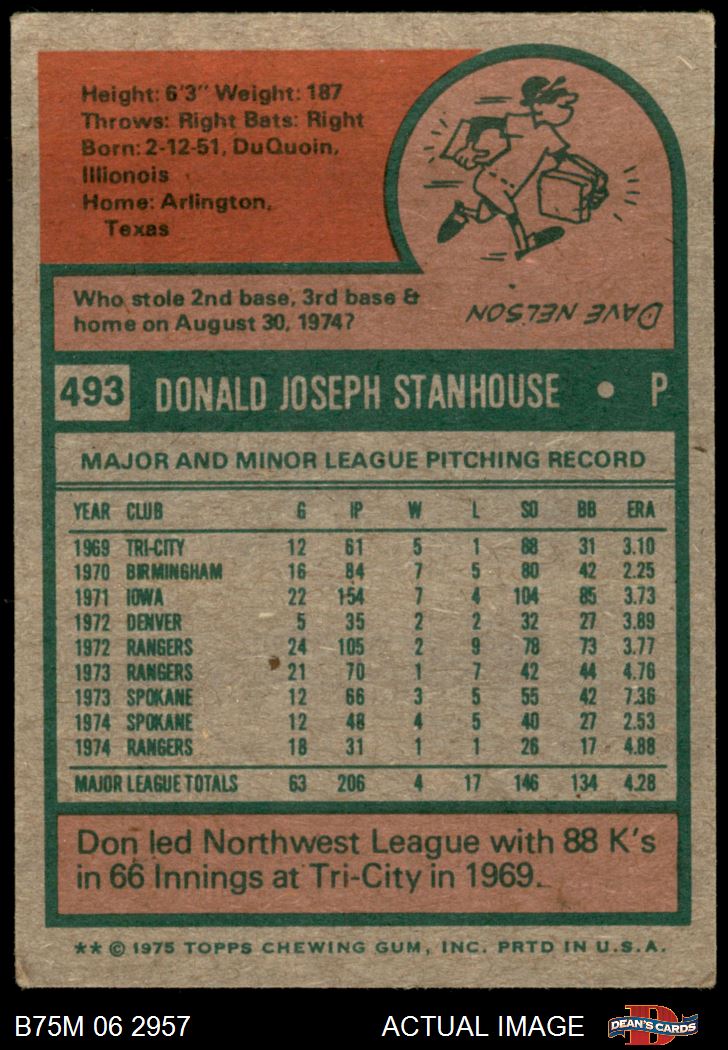 Height: 6'3" Weight: 187
Throws: Right Bats: Right
Born: 2-12-51, DuQuoin,
Illionois
Home: Arlington,
Texas
Who stole 2nd base, 3rd base &
home on August 30, 1974?
DAVE NELSON
493 DONALD JOSEPH STANHOUSE • P
MAJOR AND MINOR LEAGUE PITCHING RECORD
YEAR CLUB G IP W L SO BB ERA
1969 TRI-CITY 12 61 5 1 88 31 3.10
1970 BIRMINGHAM 16 84 7 5 80 42 2.25
1971 IOWA 22 154 7 4 104 85 3.73
1972 DENVER 5 35 2 2 32 27 3.89
1972 RANGERS 24 105 2 9 78 73 3.77
1973 RANGERS 21 70 1 7 42 44 4.76
1973 SPOKANE 12 66 3 5 55 42 7.36
1974 SPOKANE 12 48 4 5 40 27 2.53
1974 RANGERS 18 31 1 1 26 17 4.88
MAJOR LEAGUE TOTALS 63 206 4 17 146 134 4.28
Don led Northwest League with 88 K's
in 66 Innings at Tri-City in 1969.
** © 1975 TOPPS CHEWING GUM, INC. PRTD IN U.S.A.
B75M 06 2957 ACTUAL IMAGE D DEAN'S CARDS